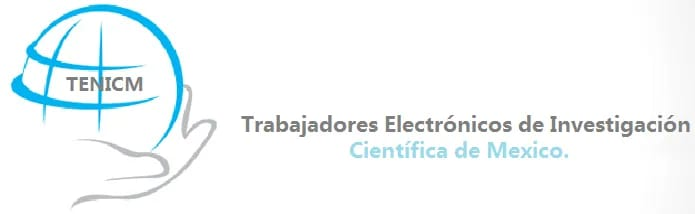 TENICM
Trabajadores Electrónicos de Investigación
Científica de Mexico.